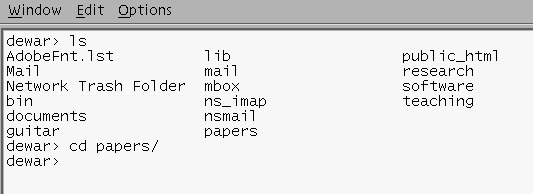 Window Edit Options
dewar> ls
AdobeFnt.lst lib public_html
Mail mail research
Network Trash Folder mbox software
bin ns_imap teaching
documents nsmail
guitar papers
dewar> cd papers/
dewar>